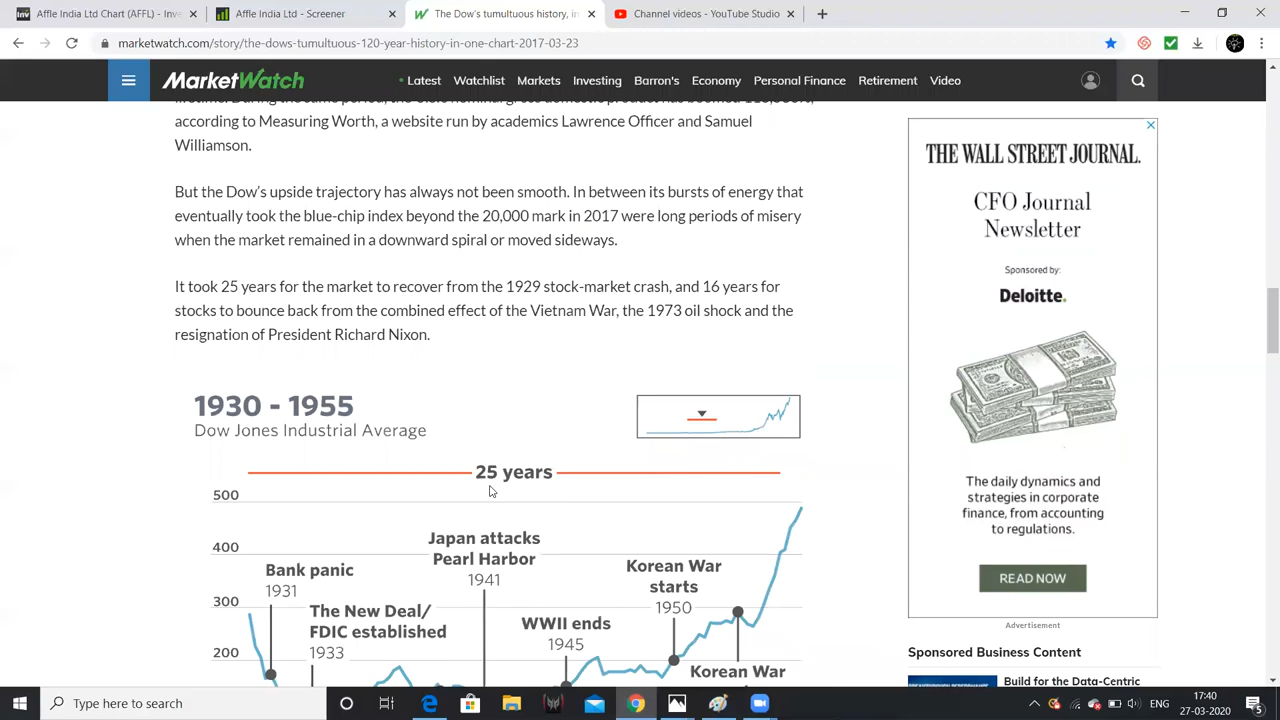 Affle India Ltd Chart (AFFL) - Inves
Affle India Ltd - Screener
The Dow's tumultuous history, in
Channel videos - YouTube Studio
marketwatch.com/story/the-dows-tumultuous-120-year-history-in-one-chart-2017-03-23
MarketWatch
Latest Watchlist Markets Investing Barron's Economy Personal Finance Retirement Video
according to Measuring Worth, a website run by academics Lawrence Officer and Samuel
Williamson.
But the Dow's upside trajectory has always not been smooth. In between its bursts of energy that
eventually took the blue-chip index beyond the 20,000 mark in 2017 were long periods of misery
when the market remained in a downward spiral or moved sideways.
It took 25 years for the market to recover from the 1929 stock-market crash, and 16 years for
stocks to bounce back from the combined effect of the Vietnam War, the 1973 oil shock and the
resignation of President Richard Nixon.
1930 - 1955
Dow Jones Industrial Average
25 years
500
400
300
200
Bank panic
1931
The New Deal/
FDIC established
1933
Japan attacks
Pearl Harbor
1941
WWII ends
1945
Korean War
starts
1950
Korean War
THE WALL STREET JOURNAL.
CFO Journal
Newsletter
Sponsored by:
Deloitte.
The daily dynamics and
strategies in corporate
finance, from accounting
to regulations.
READ NOW
Advertisement
Sponsored Business Content
Build for the Data-Centric
Type here to search
ENG
17:40
27-03-2020
5